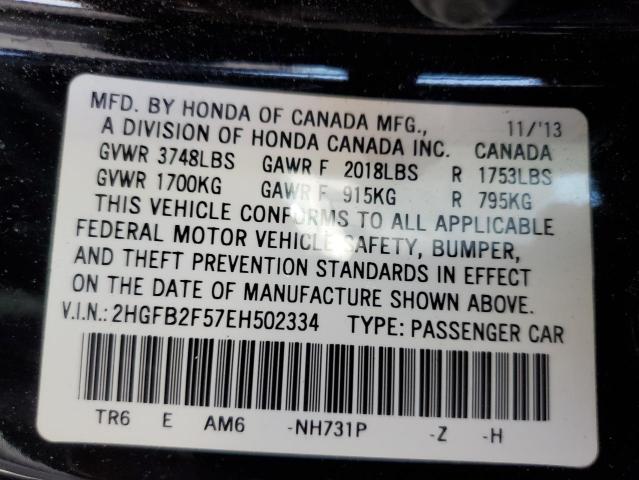 MFD. BY HONDA OF CANADA MFG., 11/'13
A DIVISION OF HONDA CANADA INC. CANADA
GVWR 3748LBS GAWR F 2018LBS R 1753LBS
GVWR 1700KG GAWR F 915KG R 795KG
THIS VEHICLE CONFORMS TO ALL APPLICABLE
FEDERAL MOTOR VEHICLE SAFETY, BUMPER,
AND THEFT PREVENTION STANDARDS IN EFFECT
ON THE DATE OF MANUFACTURE SHOWN ABOVE.
V.I.N.:2HGFB2F57EH502334 TYPE: PASSENGER CAR
TR6 E AM6 -NH731P -Z -H